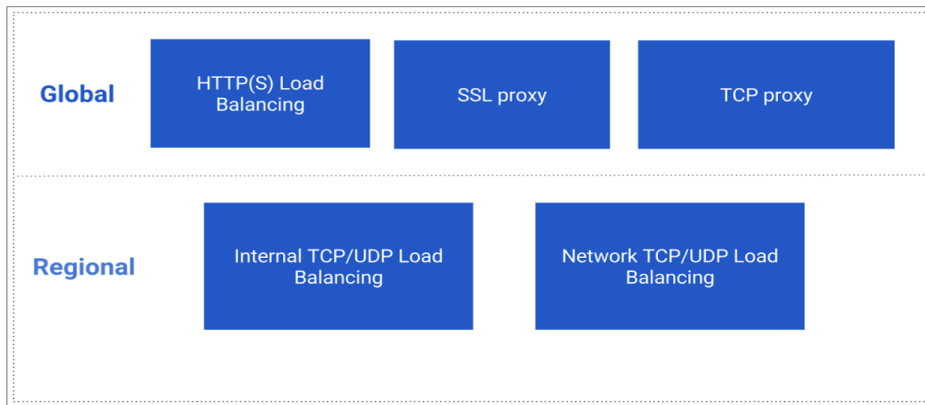 Global
HTTP(S) Load
Balancing
SSL proxy
TCP proxy
Regional
Internal TCP/UDP Load
Balancing
Network TCP/UDP Load
Balancing